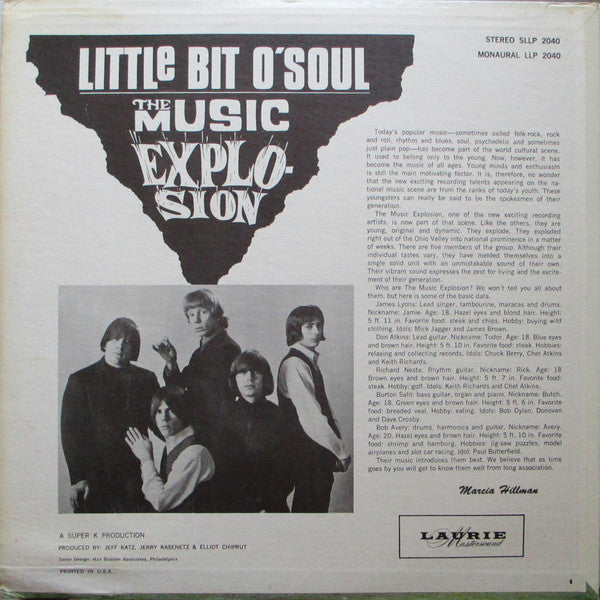 LITTLE BIT O'SOUL
THE
MUSIC
EXPLO-
SION
STEREO SLLP 2040
MONAURAL LLP 2040
Today's popular music—sometimes called folk-rock, rock
and roll, rhythm and blues, soul, psychedelic and sometimes
just plain pop—has become part of the world cultural scene.
It used to belong only to the young. Now, however, it has
become the music of all ages. Young minds and enthusiasm
is still the main motivating factor. It is, therefore, no wonder
that the new exciting recording talents appearing on the na-
tional music scene are from the ranks of today's youth. These
youngsters can really be said to be the spokesmen of their
generation.
The Music Explosion, one of the new exciting recording
artists, is now part of that scene. Like the others, they are
young, original and dynamic. They explode. They exploded
right out of the Ohio Valley into national prominence in a matter
of weeks. There are five members of the group. Although their
individual tastes vary, they have melded themselves into a
single solid unit with an unmistakable sound of their own.
Their vibrant sound expresses the zest for living and the excite-
ment of their generation.
Who are The Music Explosion? We won't tell you all about
them, but here is some of the basic data.
James Lyons: Lead singer, tambourine, maracas and drums.
Nickname: Jamie. Age: 18. Hazel eyes and blond hair. Height:
5 ft. 11 in. Favorite food: steak and chips. Hobby: buying wild
clothing. Idols: Mick Jagger and James Brown.
Don Atkins: Lead guitar. Nickname: Tudor. Age: 18. Blue eyes
and brown hair. Height: 5 ft. 10 in. Favorite food: steak. Hobbies:
relaxing and collecting records. Idols: Chuck Berry, Chet Atkins
and Keith Richards.
Richard Nesta: Rhythm guitar. Nickname: Rick. Age: 18
Brown eyes and brown hair. Height: 5 ft. 7 in. Favorite food:
steak. Hobby: golf. Idols: Keith Richards and Chet Atkins.
Burton Sahl: bass guitar, organ and piano. Nickname: Butch.
Age: 18. Green eyes and brown hair. Height: 5 ft. 6 in. Favorite
food: breaded veal. Hobby: eating. Idols: Bob Dylan, Donovan
and Dave Crosby.
Bob Avery: drums, harmonica and guitar. Nickname: Avery.
Age: 20. Hazel eyes and brown hair. Height: 5 ft. 10 in. Favorite
food: shrimp and hamburg. Hobbies: jig-saw puzzles, model
airplanes and slot car racing. Idol: Paul Butterfield.
Their music introduces them best. We believe that as time
goes by you will get to know them well from long association.
Marcia Hillman
A SUPER K PRODUCTION
PRODUCED BY: JEFF KATZ, JERRY KASENETZ & ELLIOT CHIPRUT
Cover Design: Max Bodden Associates, Philadelphia
PRINTED IN U.S.A.
LAURIE
Mastersound
4